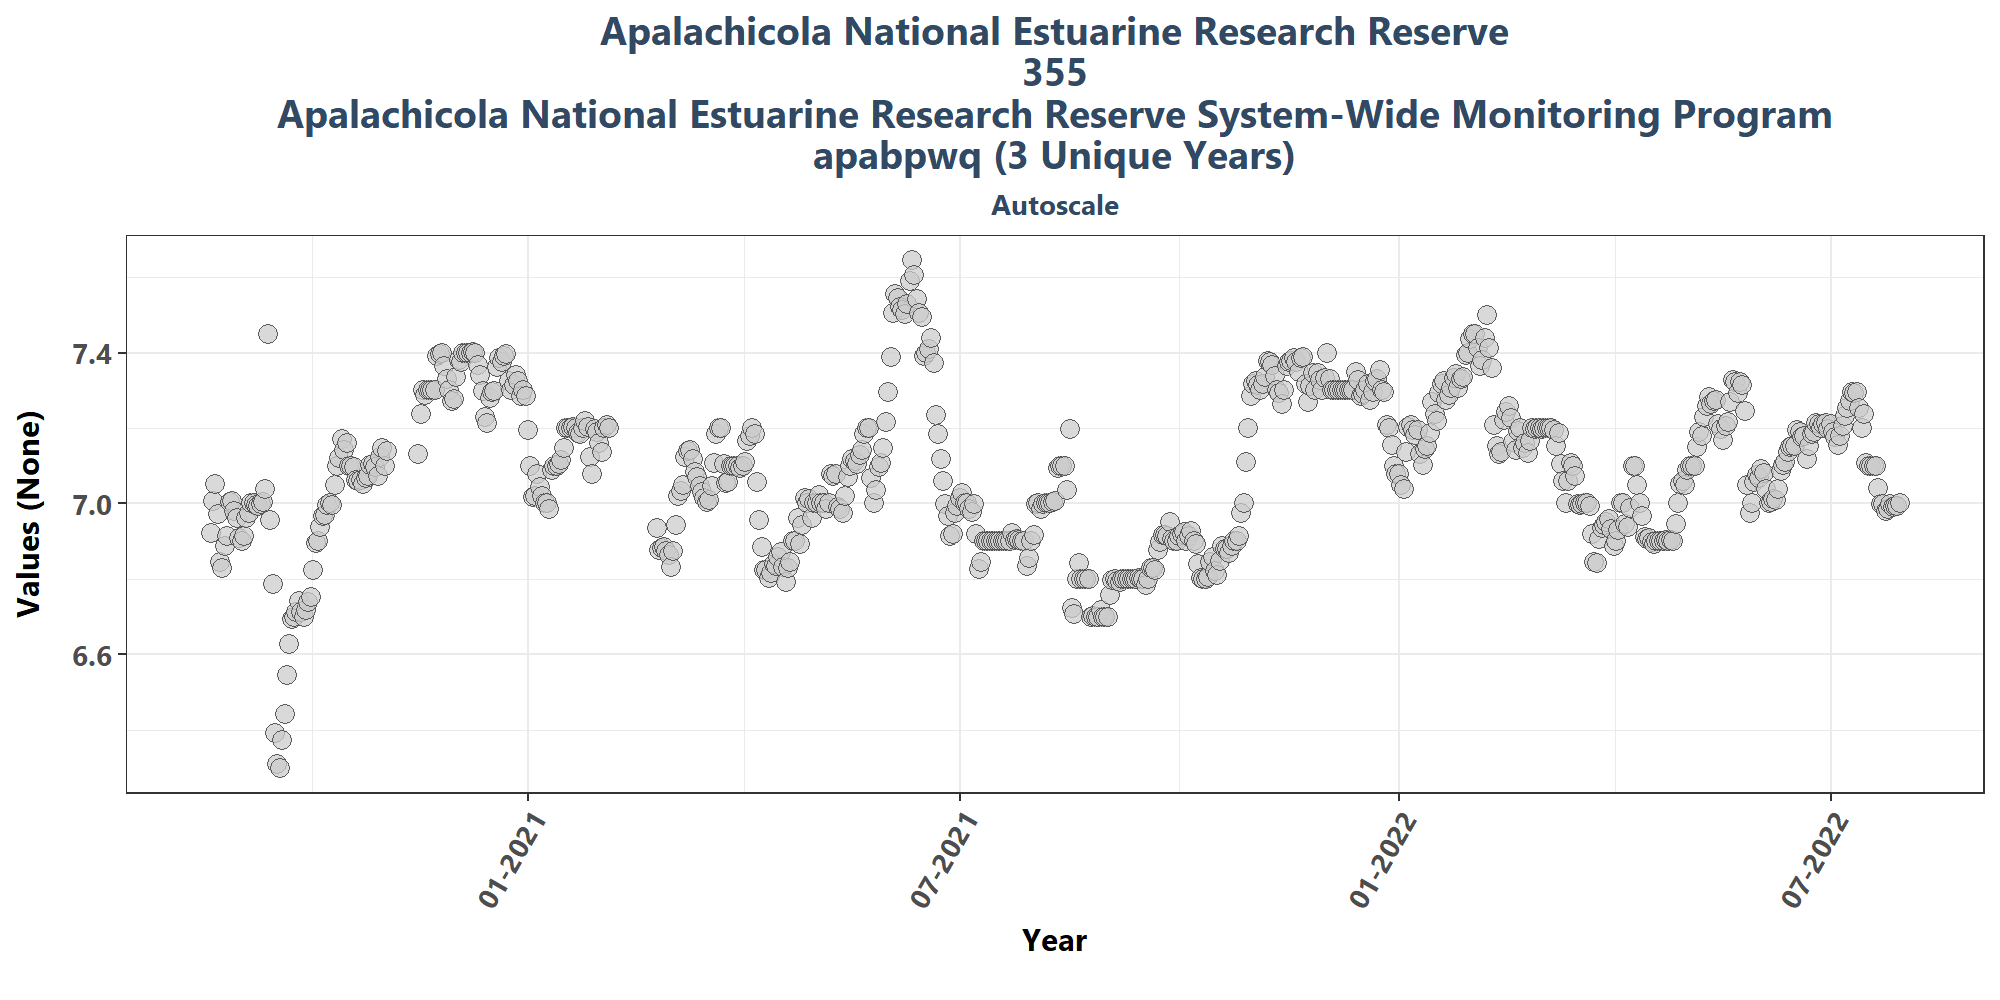 Apalachicola National Estuarine Research Reserve
355
Apalachicola National Estuarine Research Reserve System-Wide Monitoring Program
apabpwq (3 Unique Years)
Autoscale
Values (None)
7.4
7.0
6.6
01-2021
07-2021
01-2022
07-2022
Year